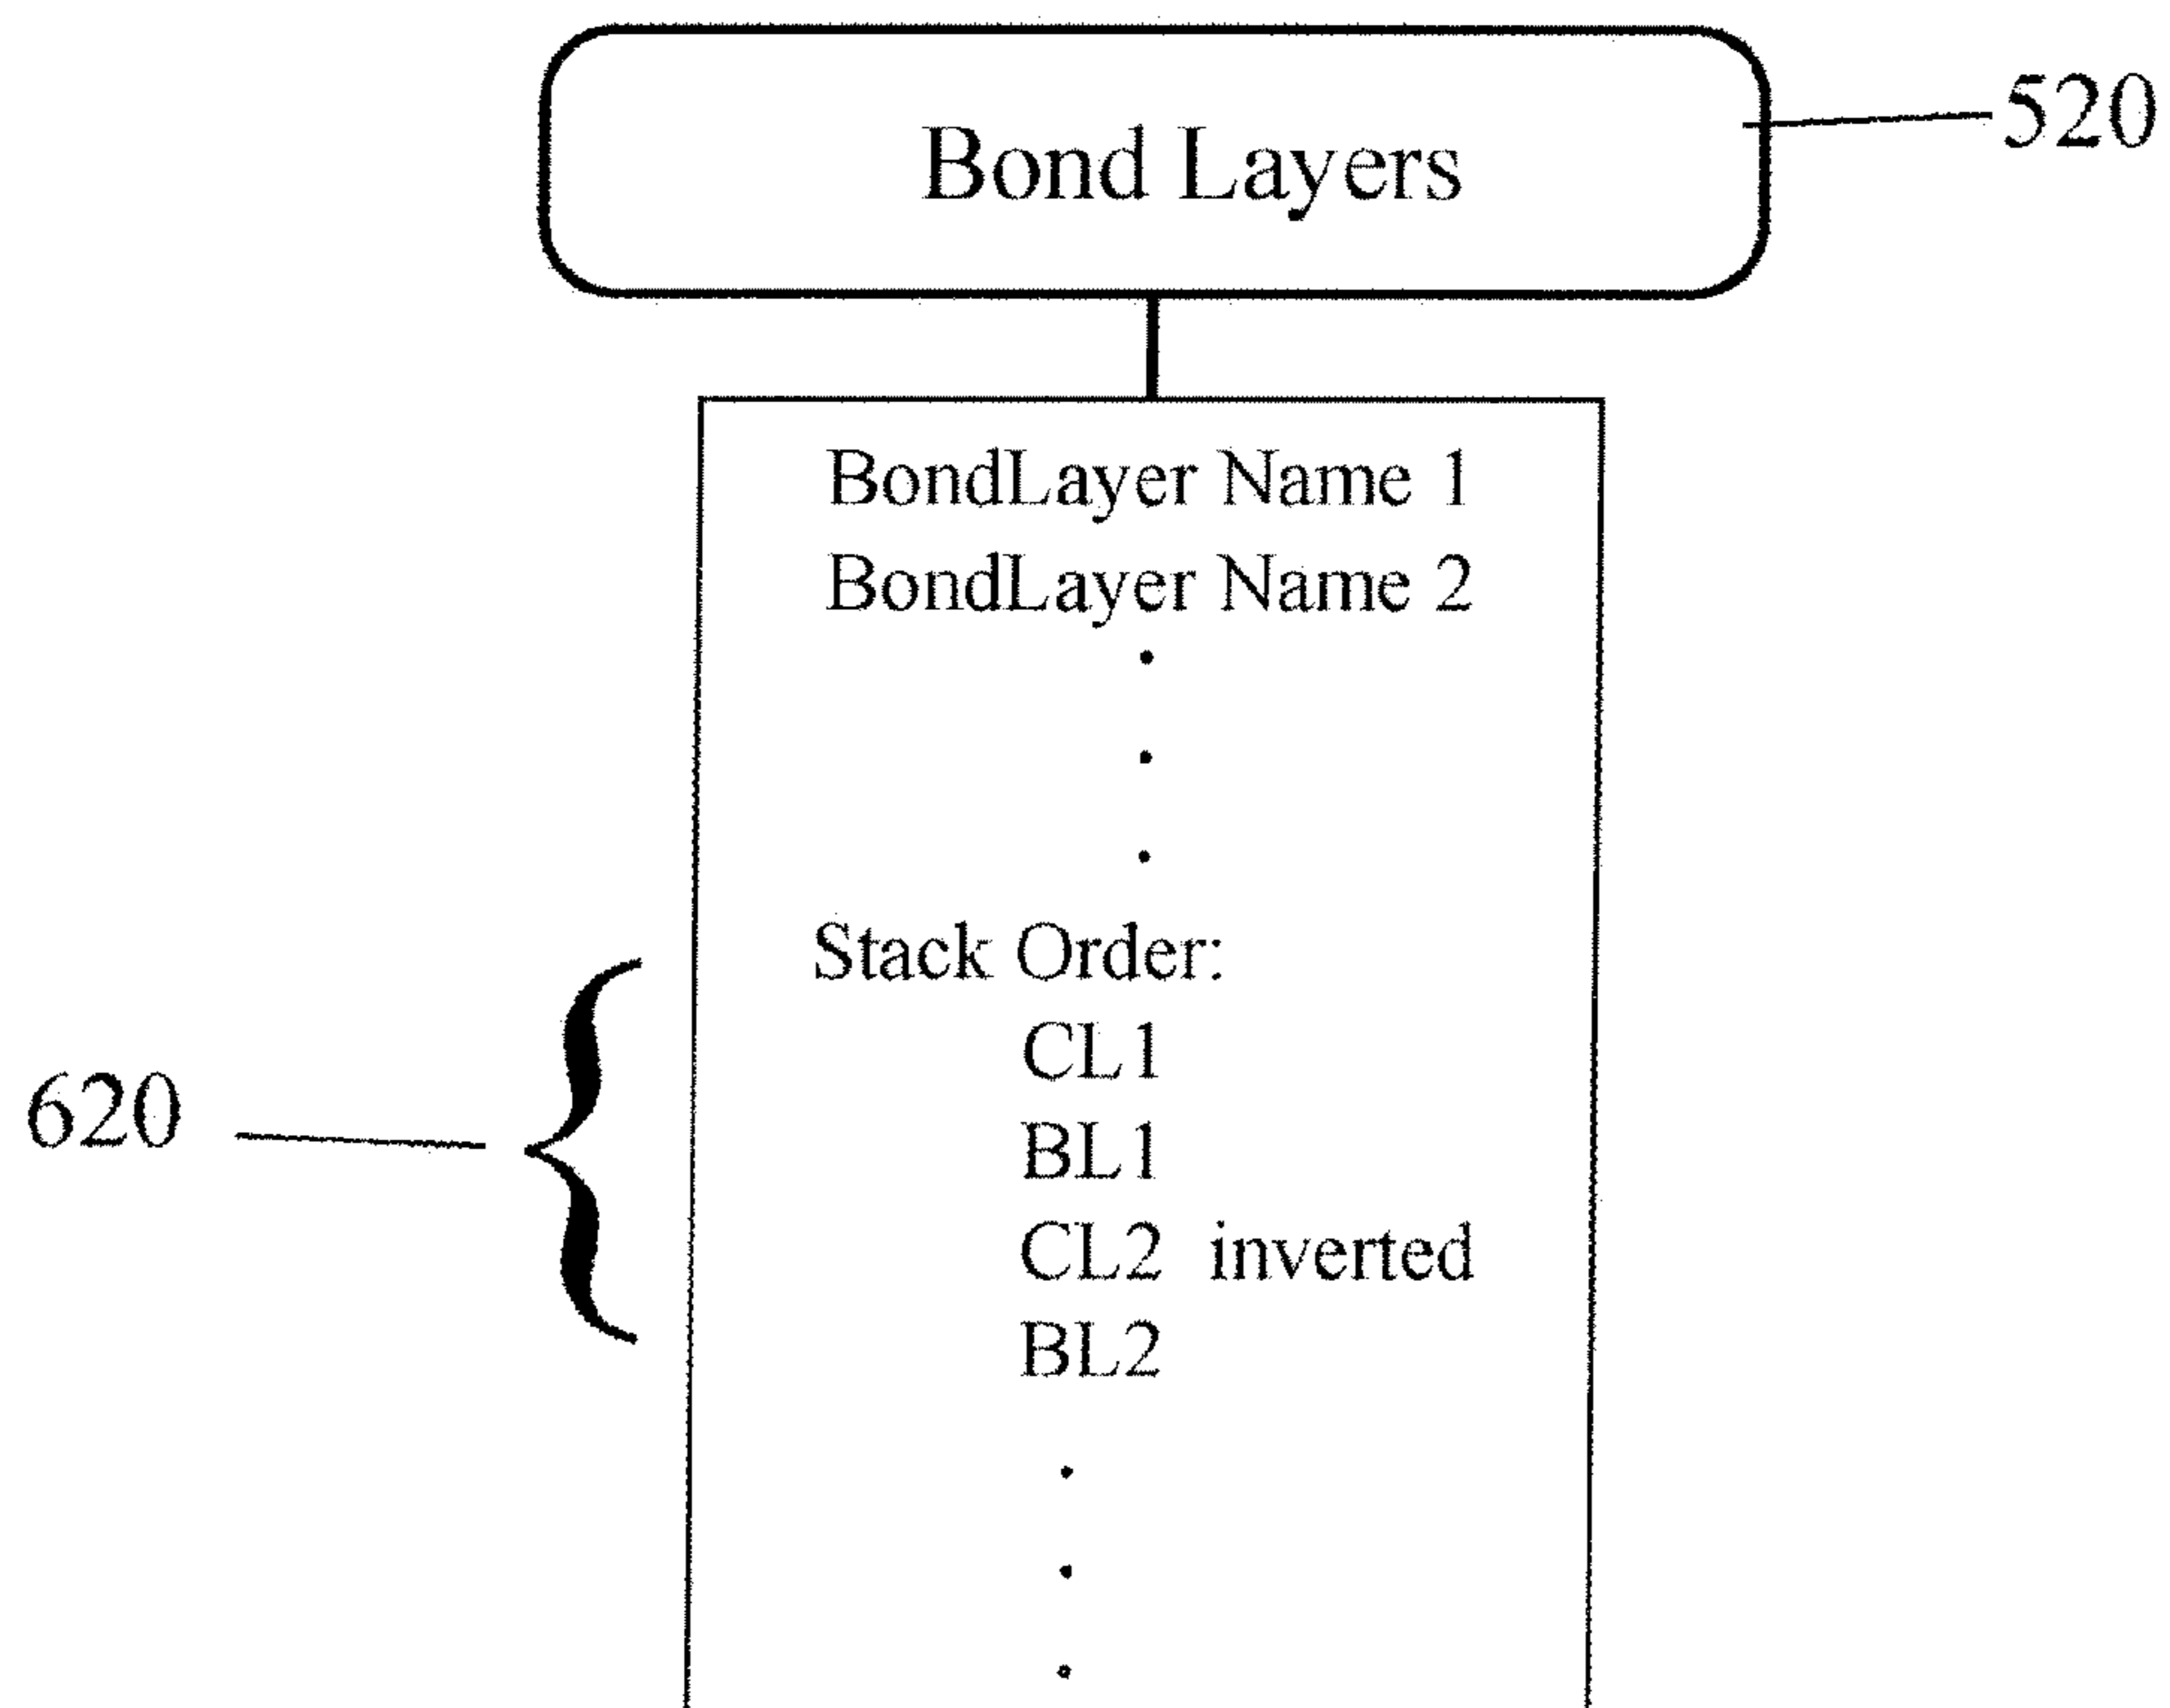 Bond Layers
520
BondLayer Name 1
BondLayer Name 2
.
.
.
Stack Order:
CL1
620
BL1
CL2 inverted
BL2
.
.
.